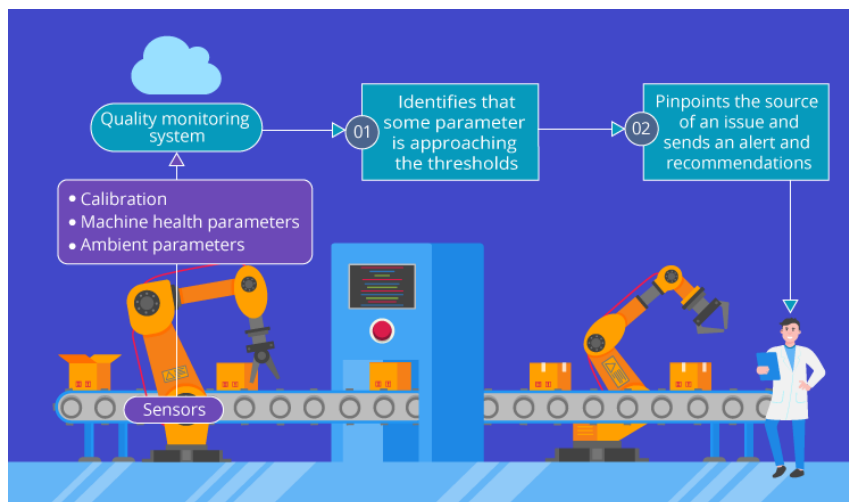 Quality monitoring
system
01
Identifies that
some parameter
is approaching
the thresholds
02
Pinpoints the source
of an issue and
sends an alert and
recommendations
• Calibration
• Machine health parameters
• Ambient parameters
Sensors